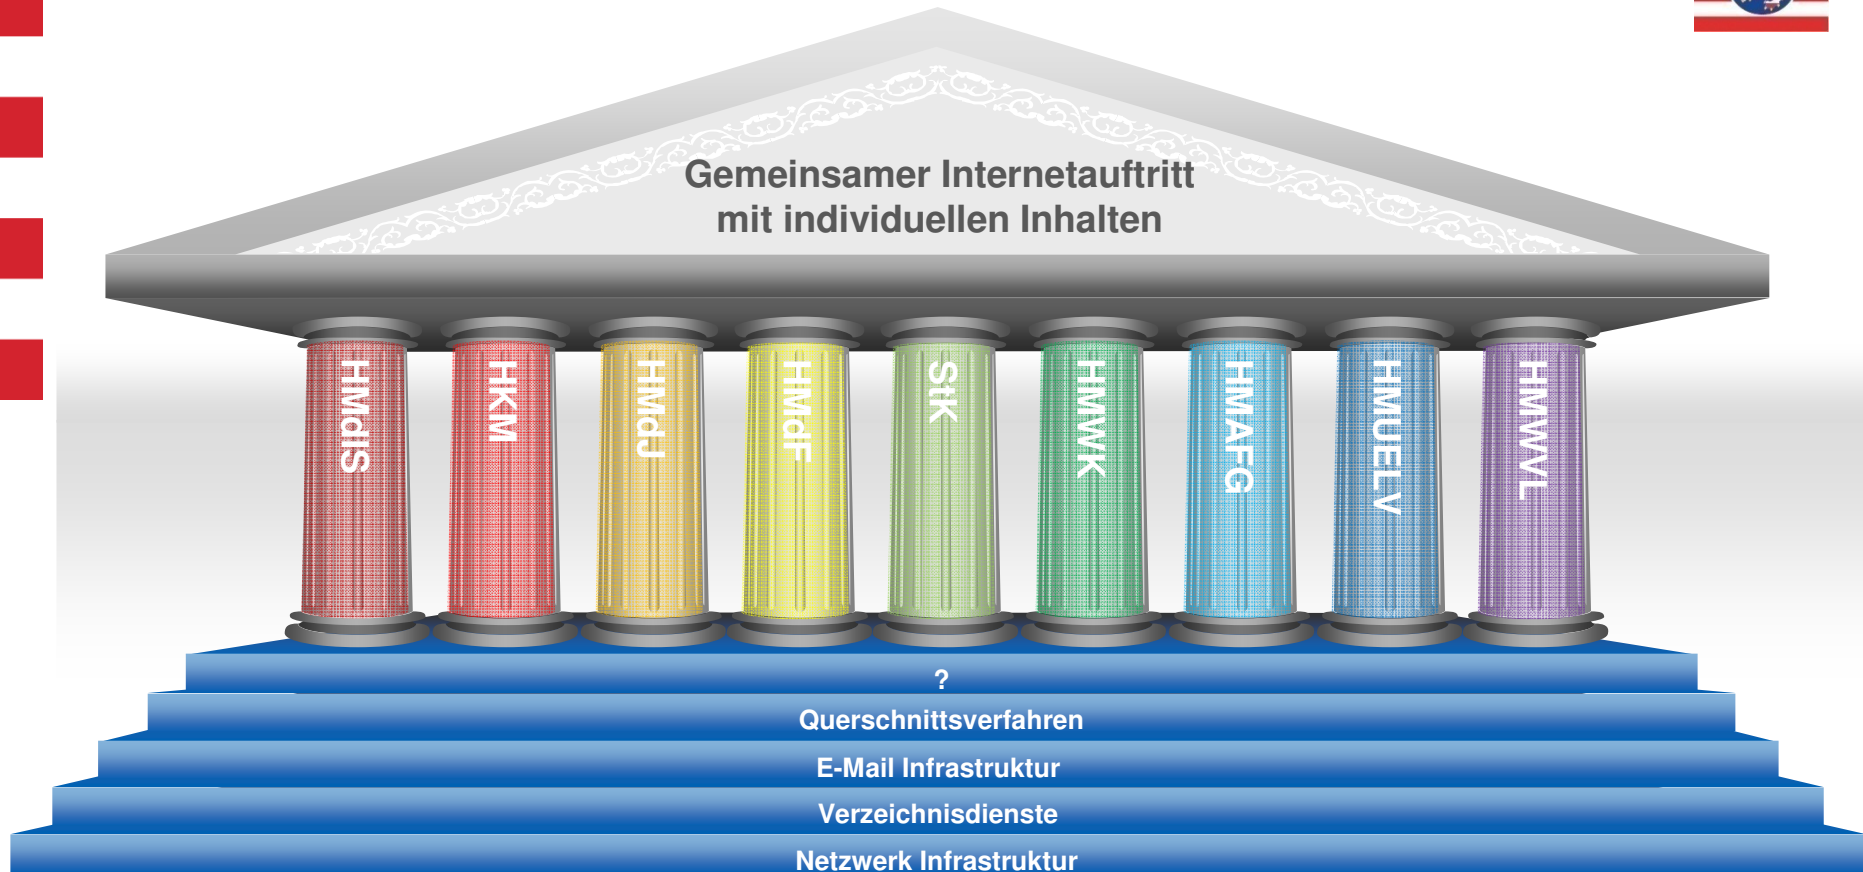 Gemeinsamer Internetauftritt
mit individuellen Inhalten
HMdIS
HKM
HMdJ
HMdF
StK
HMWK
HMAFG
HMUELV
HMWVL
?
Querschnittsverfahren
E-Mail Infrastruktur
Verzeichnisdienste
Netzwerk Infrastruktur